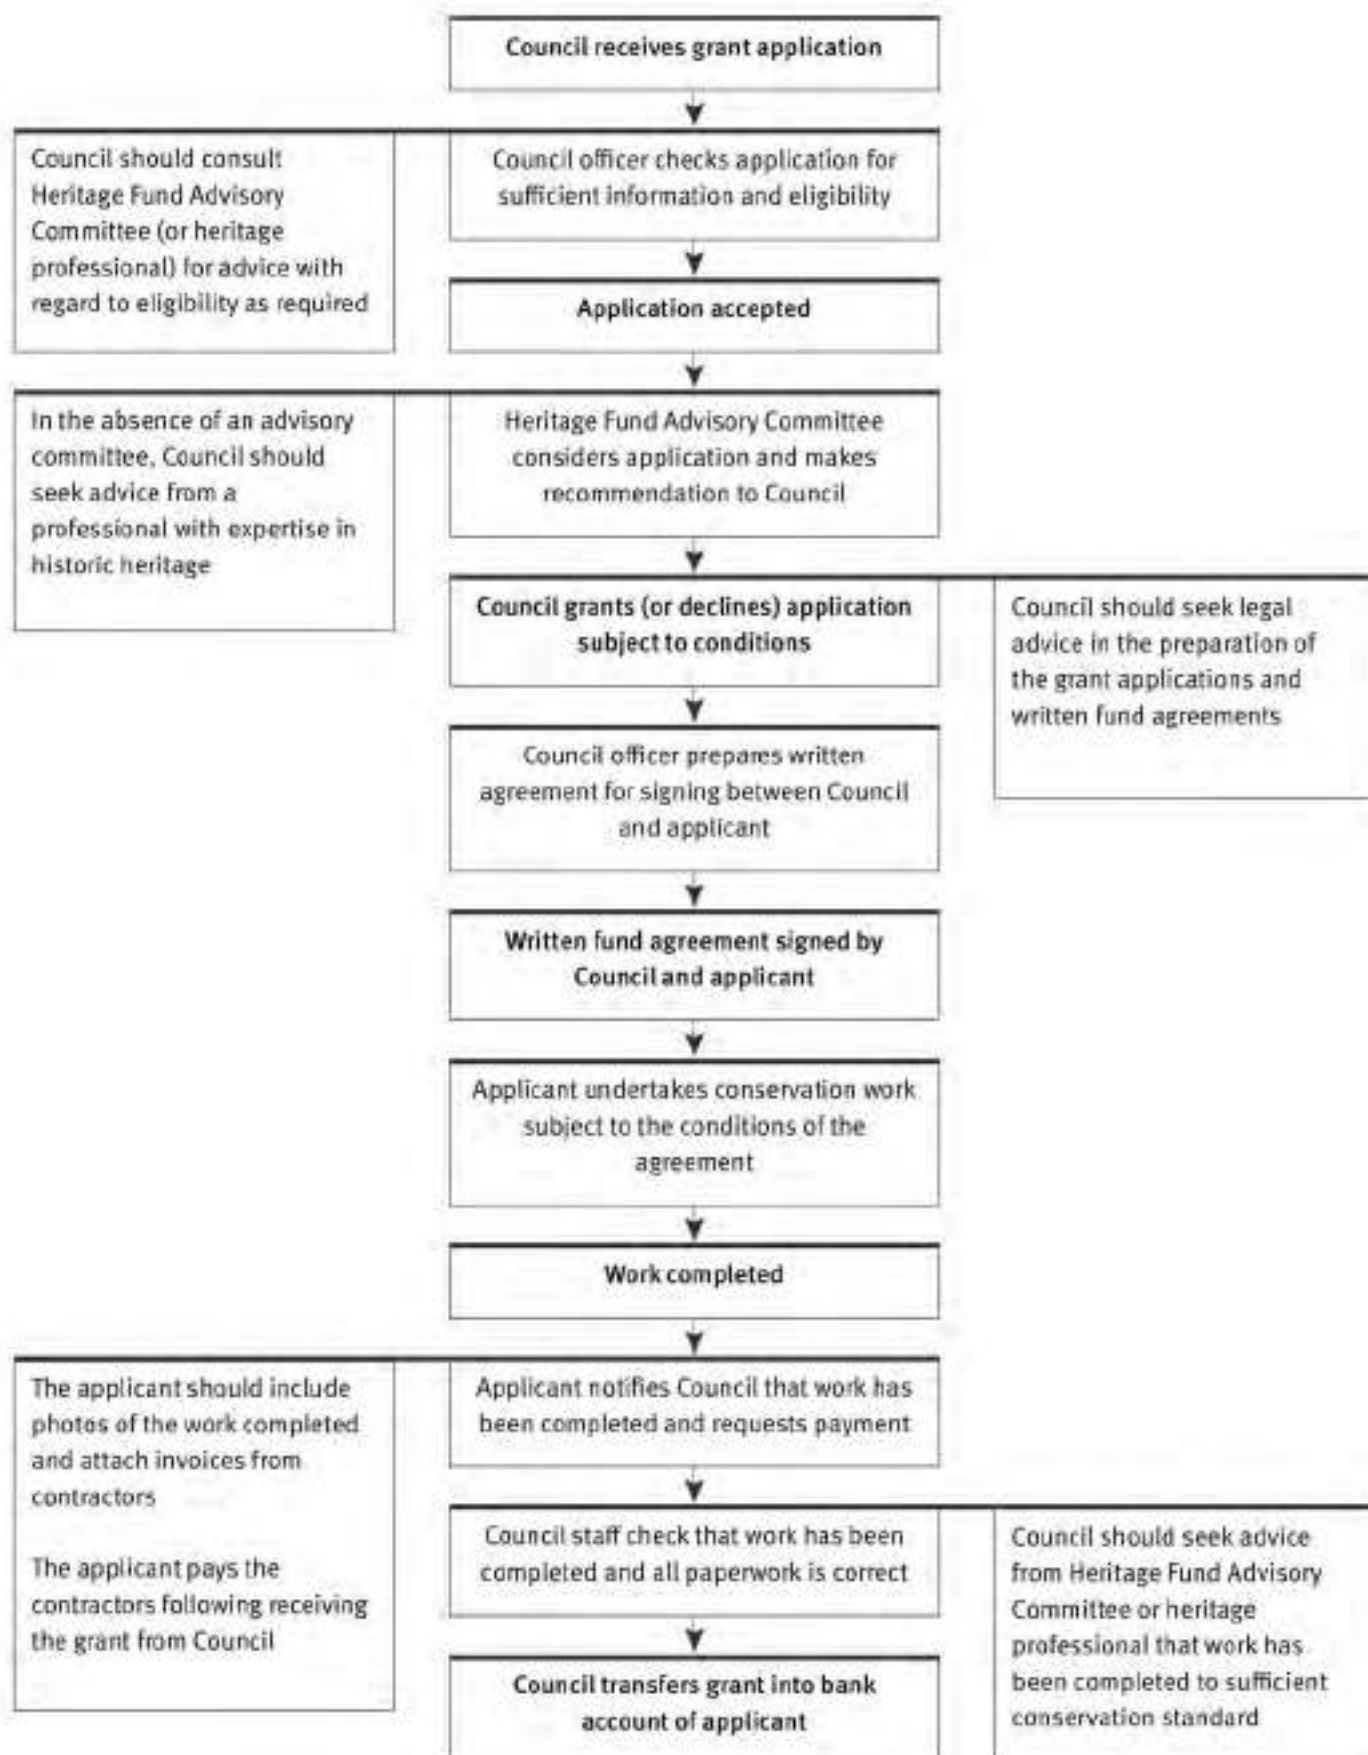 Council receives grant application
Council should consult
Heritage Fund Advisory
Committee (or heritage
professional) for advice with
regard to eligibility as required
Council officer checks application for
sufficient information and eligibility
Application accepted
In the absence of an advisory
committee, Council should
seek advice from a
professional with expertise in
historic heritage
Heritage Fund Advisory Committee
considers application and makes
recommendation to Council
Council grants (or declines) application
subject to conditions
Council should seek legal
advice in the preparation of
the grant applications and
written fund agreements
Council officer prepares written
agreement for signing between Council
and applicant
Written fund agreement signed by
Council and applicant
Applicant undertakes conservation work
subject to the conditions of the
agreement
Work completed
The applicant should include
photos of the work completed
and attach invoices from
contractors
The applicant pays the
contractors following receiving
the grant from Council
Applicant notifies Council that work has
been completed and requests payment
Council staff check that work has been
completed and all paperwork is correct
Council should seek advice
from Heritage Fund Advisory
Committee or heritage
professional that work has
been completed to sufficient
conservation standard
Council transfers grant into bank
account of applicant